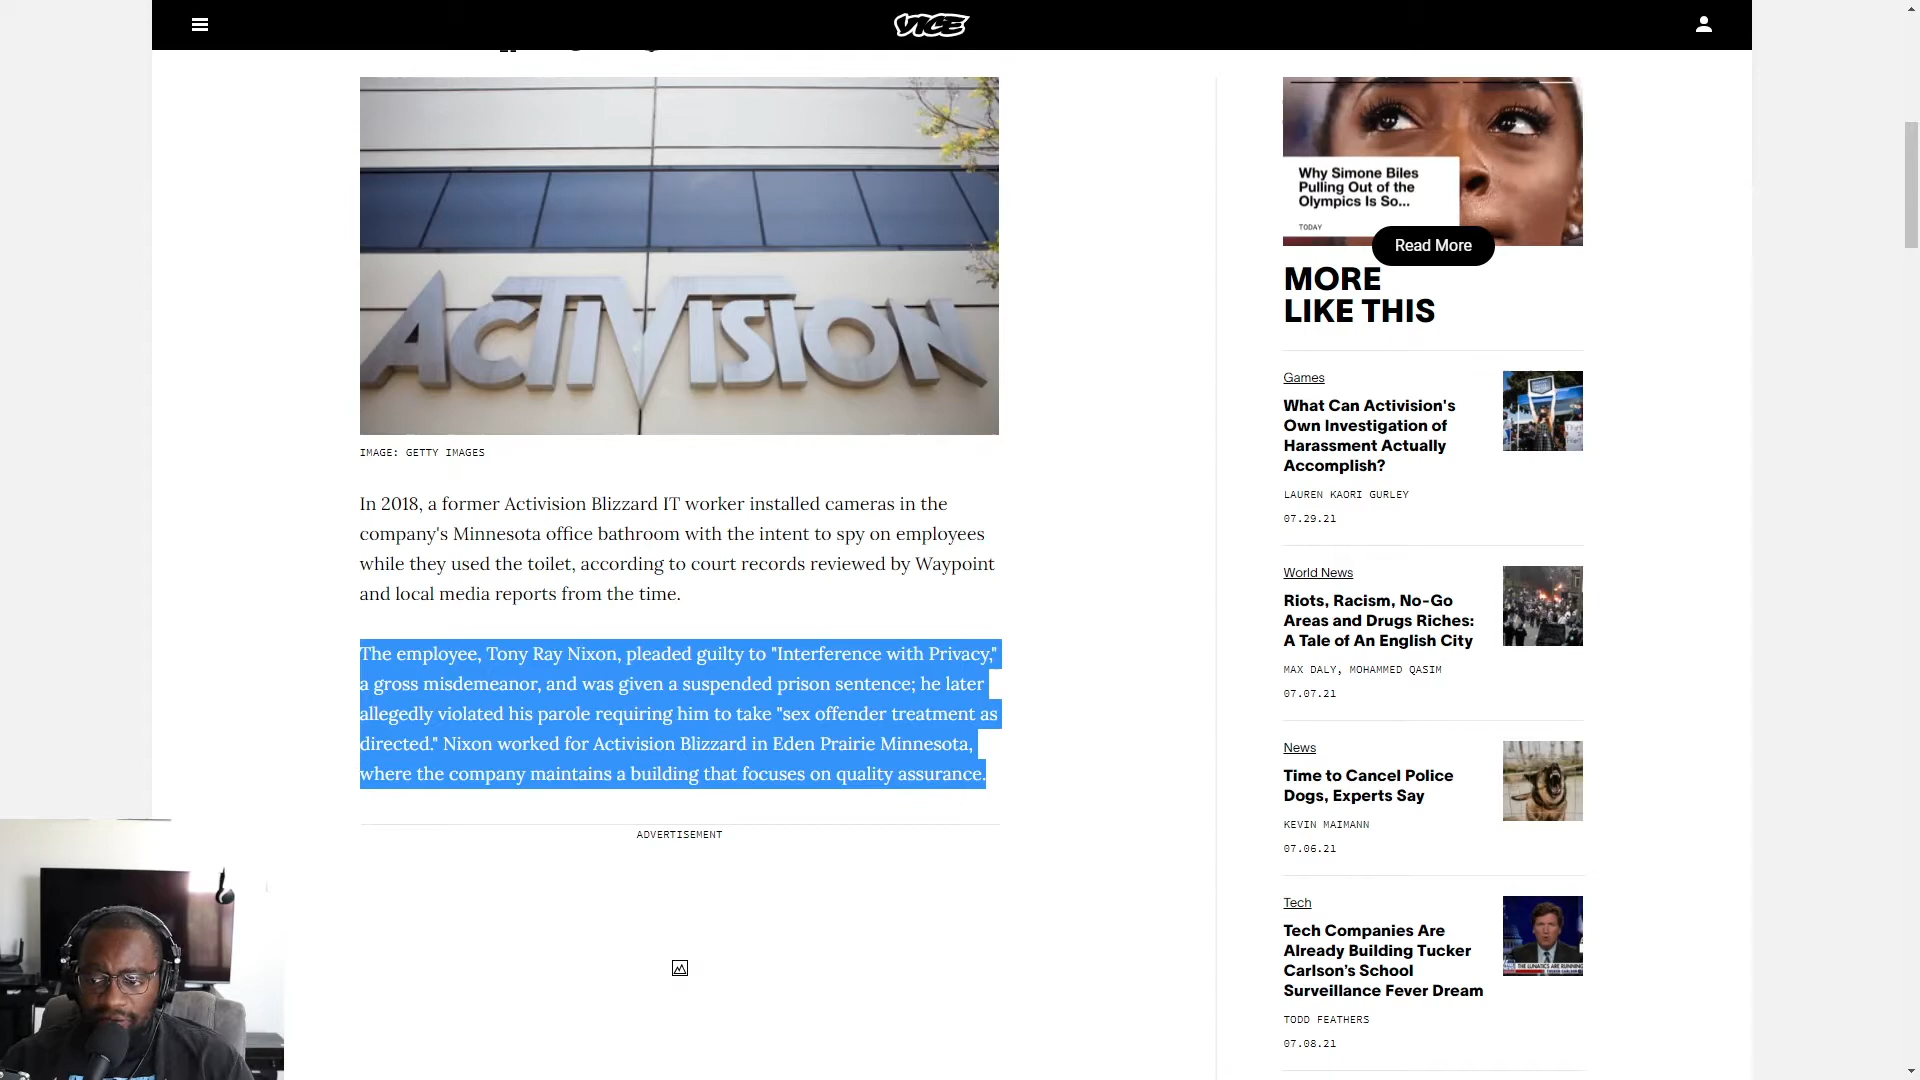 VICE
ACTIVISION
IMAGE: GETTY IMAGES
In 2018, a former Activision Blizzard IT worker installed cameras in the
company's Minnesota office bathroom with the intent to spy on employees
while they used the toilet, according to court records reviewed by Waypoint
and local media reports from the time.
The employee, Tony Ray Nixon, pleaded guilty to "Interference with Privacy,"
a gross misdemeanor, and was given a suspended prison sentence; he later
allegedly violated his parole requiring him to take "sex offender treatment as
directed." Nixon worked for Activision Blizzard in Eden Prairie Minnesota,
where the company maintains a building that focuses on quality assurance.
ADVERTISEMENT
Why Simone Biles
Pulling Out of the
Olympics Is So...
TODAY
Read More
MORE
LIKE THIS
Games
What Can Activision's
Own Investigation of
Harassment Actually
Accomplish?
LAUREN KAORI GURLEY
07.29.21
World News
Riots, Racism, No-Go
Areas and Drugs Riches:
A Tale of An English City
MAX DALY, MOHAMMED QASIM
07.07.21
News
Time to Cancel Police
Dogs, Experts Say
KEVIN MAIMANN
07.06.21
Tech
Tech Companies Are
Already Building Tucker
Carlson's School
Surveillance Fever Dream
TODD FEATHERS
07.08.21